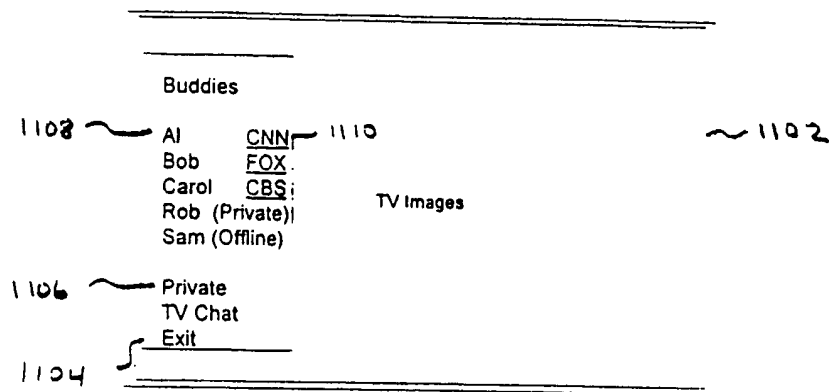 Buddies
1108 Al CNN 1110 1102
Bob FOX
Carol CBS
TV Images
Rob (Private)
Sam (Offline)
1106 Private
TV Chat
Exit
1104